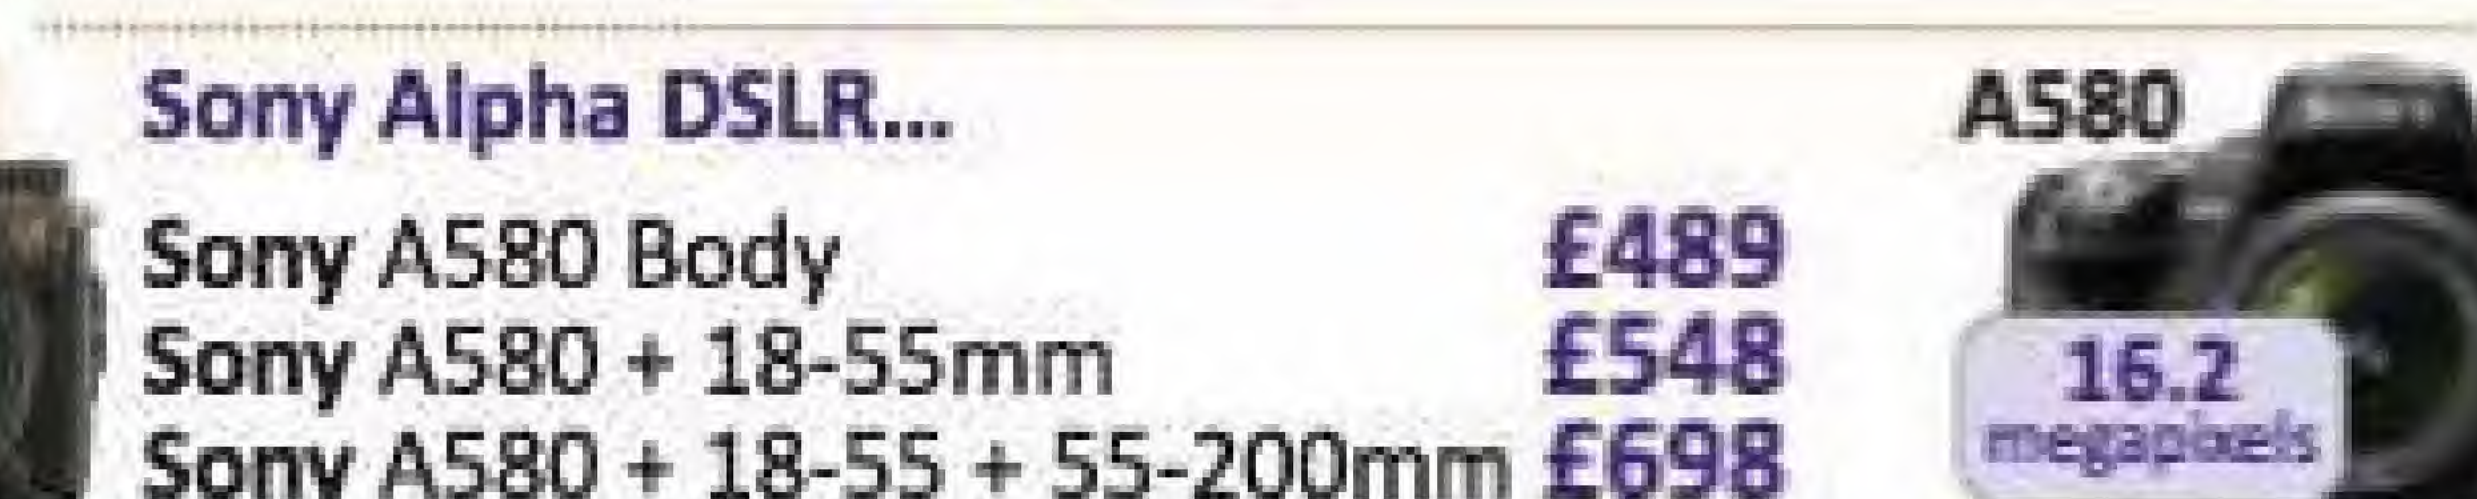 Sony Alpha DSLR...
A580
Sony A580 Body £489
Sony A580 + 18-55mm £548
Sony A580 + 18-55 + 55-200mm £698
16.2
megapixels